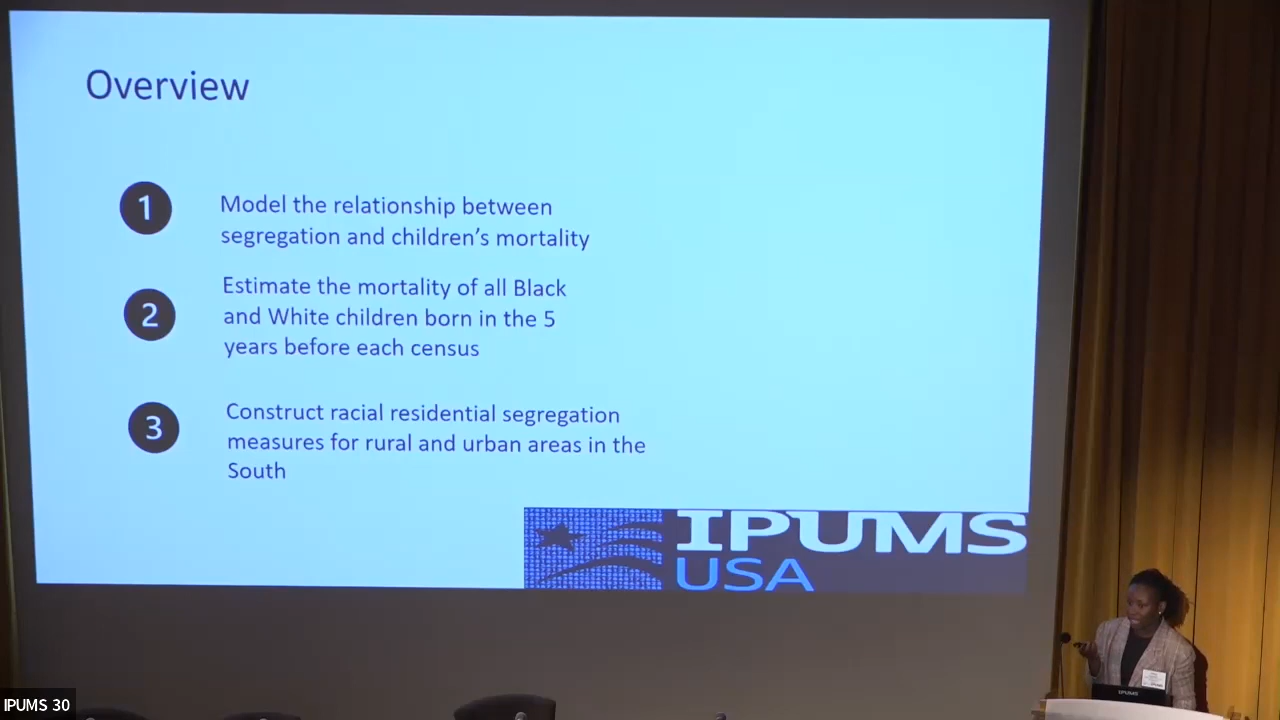 Overview
1
Model the relationship between
segregation and children's mortality
2
Estimate the mortality of all Black
and White children born in the 5
years before each census
3
Construct racial residential segregation
measures for rural and urban areas in the
South
IPUMS
USA
IPUMS
IPUMS 30